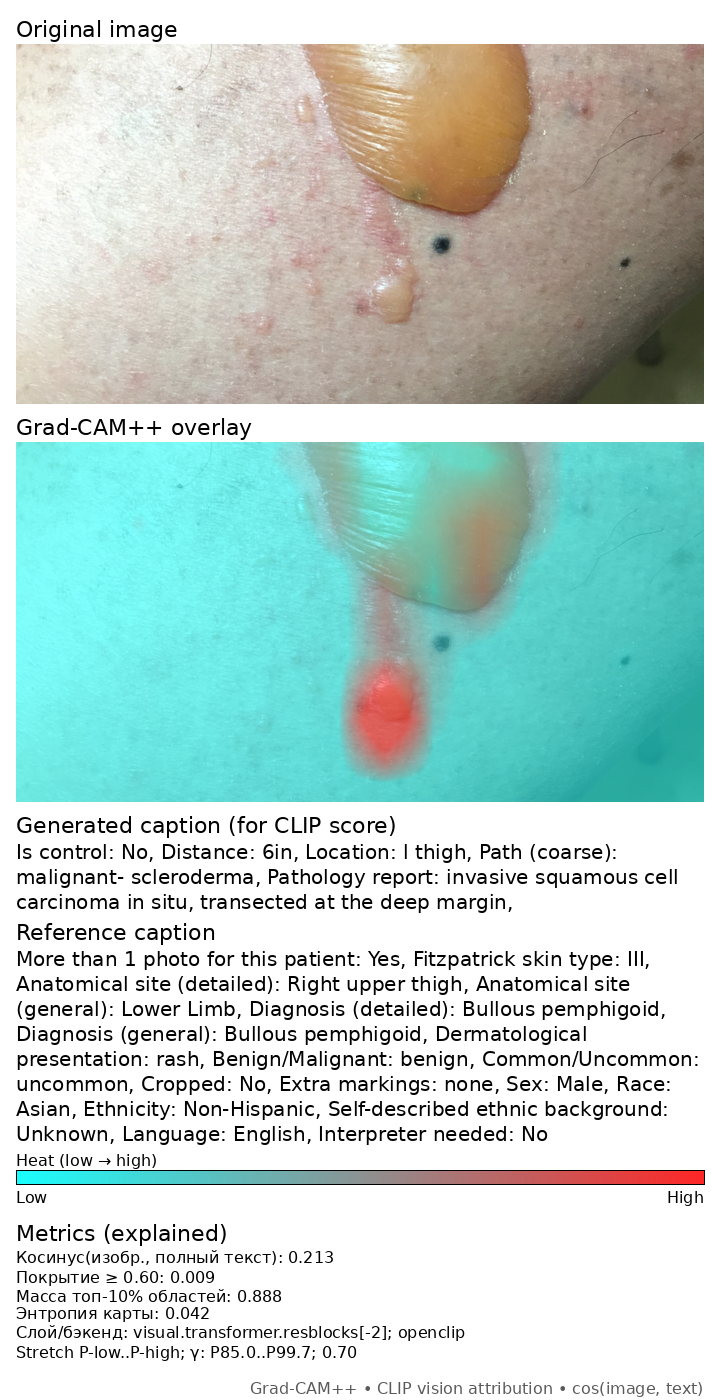 Original image
Grad-CAM++ overlay
Generated caption (for CLIP score)
Is control: No, Distance: 6in, Location: l thigh, Path (coarse):
malignant- scleroderma, Pathology report: invasive squamous cell
carcinoma in situ, transected at the deep margin,
Reference caption
More than 1 photo for this patient: Yes, Fitzpatrick skin type: III,
Anatomical site (detailed): Right upper thigh, Anatomical site
(general): Lower Limb, Diagnosis (detailed): Bullous pemphigoid,
Diagnosis (general): Bullous pemphigoid, Dermatological
presentation: rash, Benign/Malignant: benign, Common/Uncommon:
uncommon, Cropped: No, Extra markings: none, Sex: Male, Race:
Asian, Ethnicity: Non-Hispanic, Self-described ethnic background:
Unknown, Language: English, Interpreter needed: No
Heat (low → high)
Low High
Metrics (explained)
Косинус(изобр., полный текст): 0.213
Покрытие ≥ 0.60: 0.009
Масса топ-10% областей: 0.888
Энтропия карты: 0.042
Слой/бэкенд: visual.transformer.resblocks[-2]; openclip
Stretch P-low..P-high; γ: P85.0..P99.7; 0.70
Grad-CAM++ • CLIP vision attribution • cos(image, text)